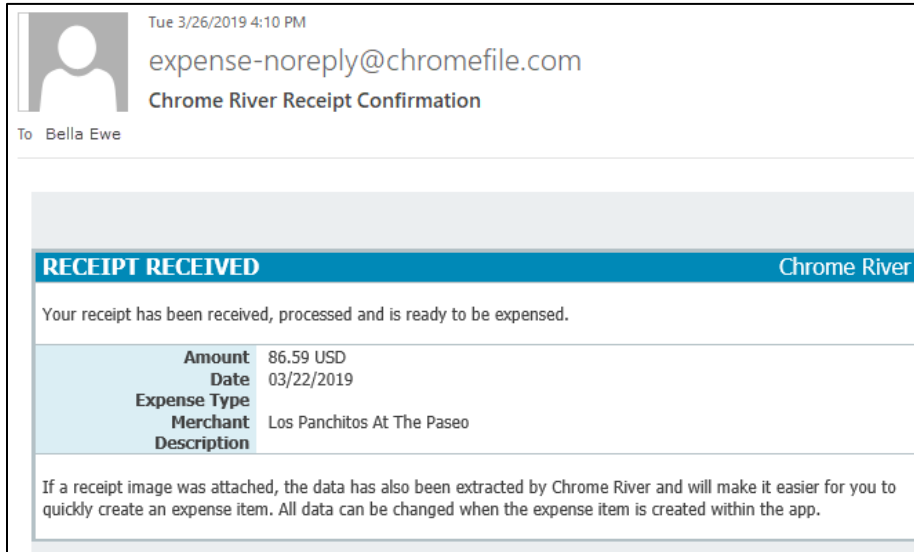 Tue 3/26/2019 4:10 PM
expense-noreply@chromefile.com
Chrome River Receipt Confirmation
To Bella Ewe
RECEIPT RECEIVED Chrome River
Your receipt has been received, processed and is ready to be expensed.
Amount 86.59 USD
Date 03/22/2019
Expense Type
Merchant Los Panchitos At The Paseo
Description
If a receipt image was attached, the data has also been extracted by Chrome River and will make it easier for you to
quickly create an expense item. All data can be changed when the expense item is created within the app.